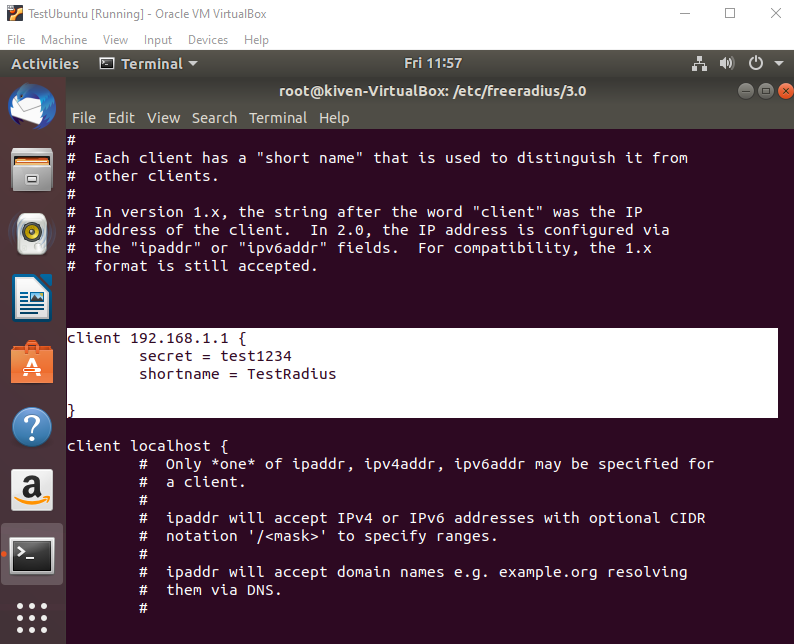 TestUbuntu [Running] - Oracle VM VirtualBox
File Machine View Input Devices Help
Activities Terminal Fri 11:57
root@kiven-VirtualBox: /etc/freeradius/3.0
File Edit View Search Terminal Help
#
#  Each client has a "short name" that is used to distinguish it from
#  other clients.
#
#  In version 1.x, the string after the word "client" was the IP
#  address of the client.  In 2.0, the IP address is configured via
#  the "ipaddr" or "ipv6addr" fields.  For compatibility, the 1.x
#  format is still accepted.
client 192.168.1.1 {
        secret = test1234
        shortname = TestRadius
}
client localhost {
        #  Only *one* of ipaddr, ipv4addr, ipv6addr may be specified for
        #  a client.
        #
        #  ipaddr will accept IPv4 or IPv6 addresses with optional CIDR
        #  notation '/<mask>' to specify ranges.
        #
        #  ipaddr will accept domain names e.g. example.org resolving
        #  them via DNS.
        #